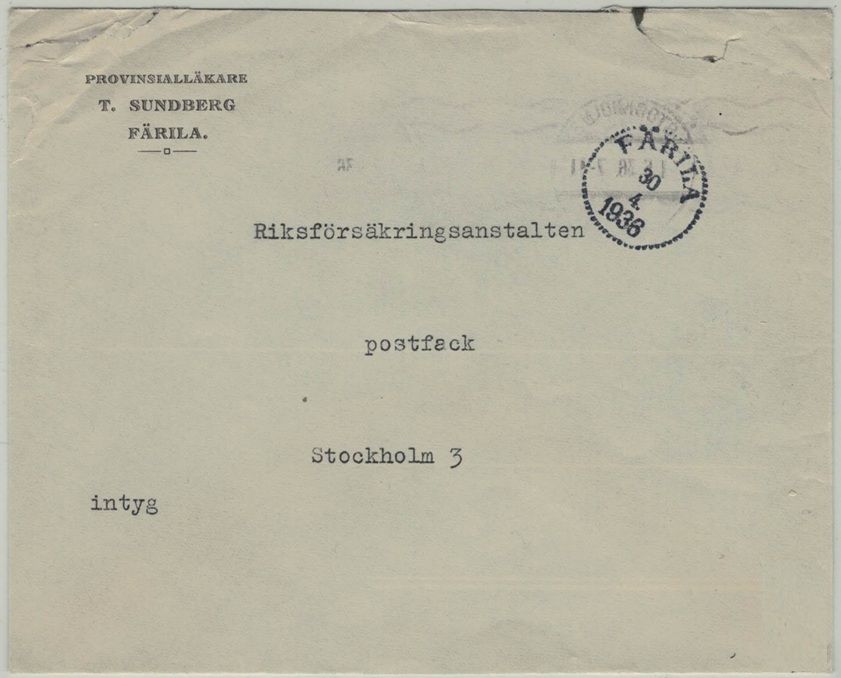 PROVINSIALLÄKARE
T. SUNDBERG
FÄRILA.
FÄRILA
30
4.
1936
Riksförsäkringsanstalten
postfack
Stockholm 3
intyg